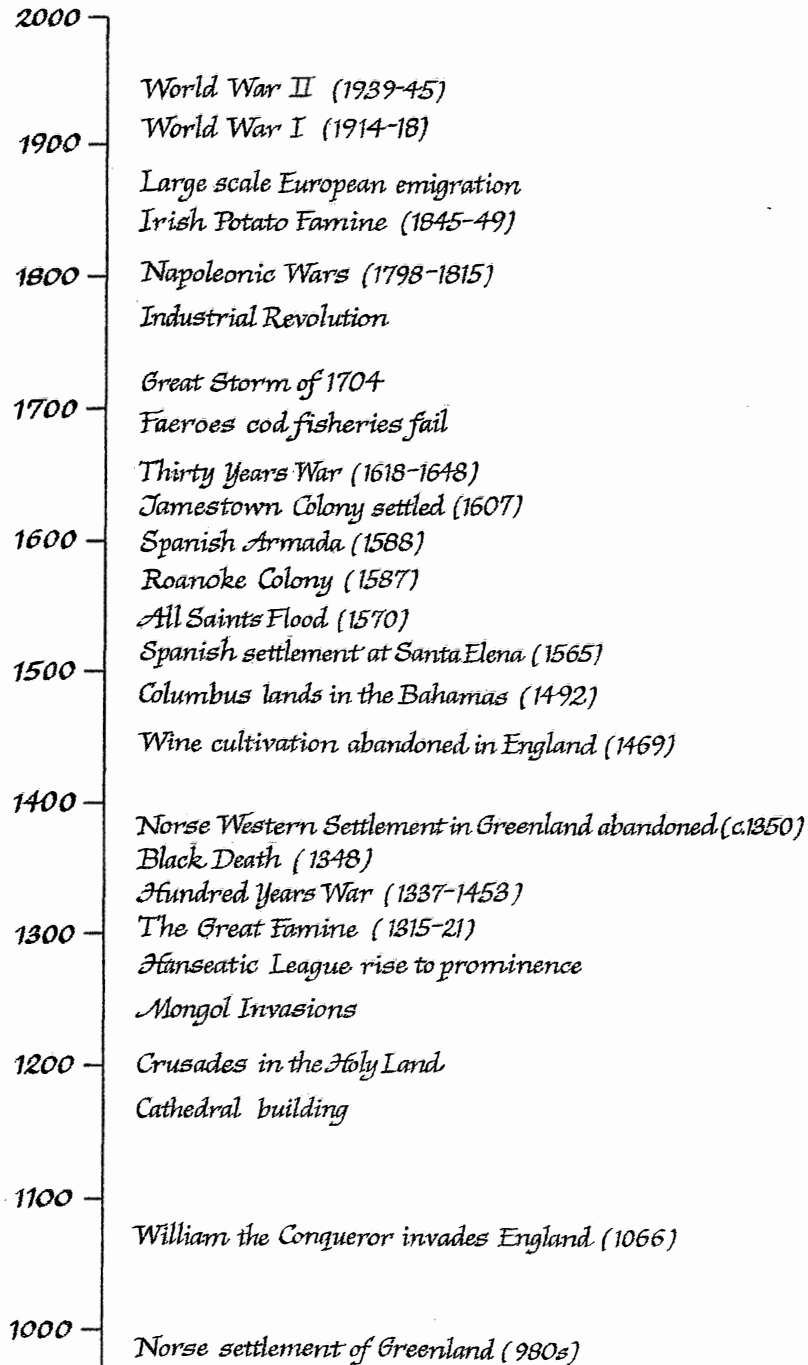 2000
World War II (1939-45)
World War I (1914-18)
1900
Large scale European emigration
Irish Potato Famine (1845-49)
1800
Napoleonic Wars (1798-1815)
Industrial Revolution
Great Storm of 1704
1700
Faeroes cod fisheries fail
Thirty Years War (1618-1648)
Jamestown Colony settled (1607)
1600
Spanish Armada (1588)
Roanoke Colony (1587)
All Saints Flood (1570)
Spanish settlement at Santa Elena (1565)
1500
Columbus lands in the Bahamas (1492)
Wine cultivation abandoned in England (1469)
1400
Norse Western Settlement in Greenland abandoned (c.1350)
Black Death (1348)
Hundred Years War (1337-1453)
1300
The Great Famine (1315-21)
Hanseatic League rise to prominence
Mongol Invasions
1200
Crusades in the Holy Land
Cathedral building
1100
William the Conqueror invades England (1066)
1000
Norse settlement of Greenland (980s)